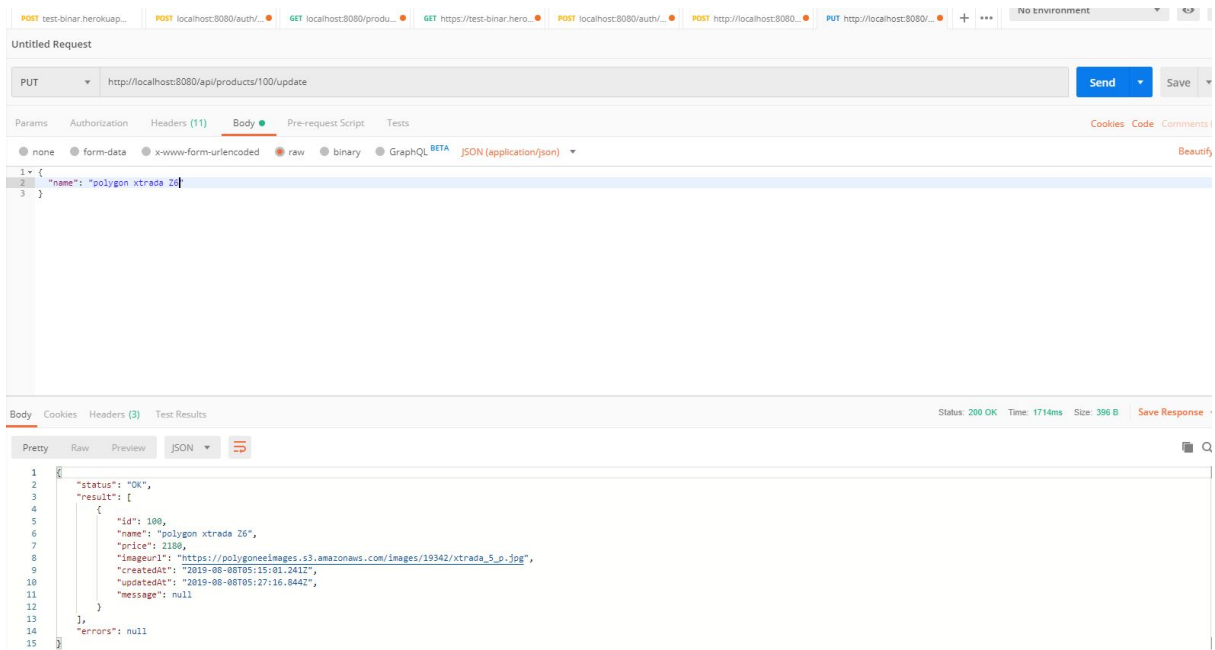 POST test-binar.herokuap... POST localhost:8080/auth/... GET localhost:8080/produ... GET https://test-binar.hero... POST localhost:8080/auth/... POST http://localhost:8080... PUT http://localhost:8080/... + ••• No Environment
Untitled Request
PUT http://localhost:8080/api/products/100/update Send Save
Params Authorization Headers (11) Body Pre-request Script Tests Cookies Code Comments
none form-data x-www-form-urlencoded raw binary GraphQL BETA JSON (application/json) Beautify
1 {
2 "name": "polygon xtrada Z6"
3 }
Body Cookies Headers (3) Test Results Status: 200 OK Time: 1714ms Size: 396 B Save Response
Pretty Raw Preview JSON
1 {
2 "status": "OK",
3 "result": [
4 {
5 "id": 100,
6 "name": "polygon xtrada Z6",
7 "price": 2180,
8 "imageurl": "https://polygoneeimages.s3.amazonaws.com/images/19342/xtrada_5_p.jpg",
9 "createdAt": "2019-08-08T05:15:01.241Z",
10 "updatedAt": "2019-08-08T05:27:16.844Z",
11 "message": null
12 }
13 ],
14 "errors": null
15 }